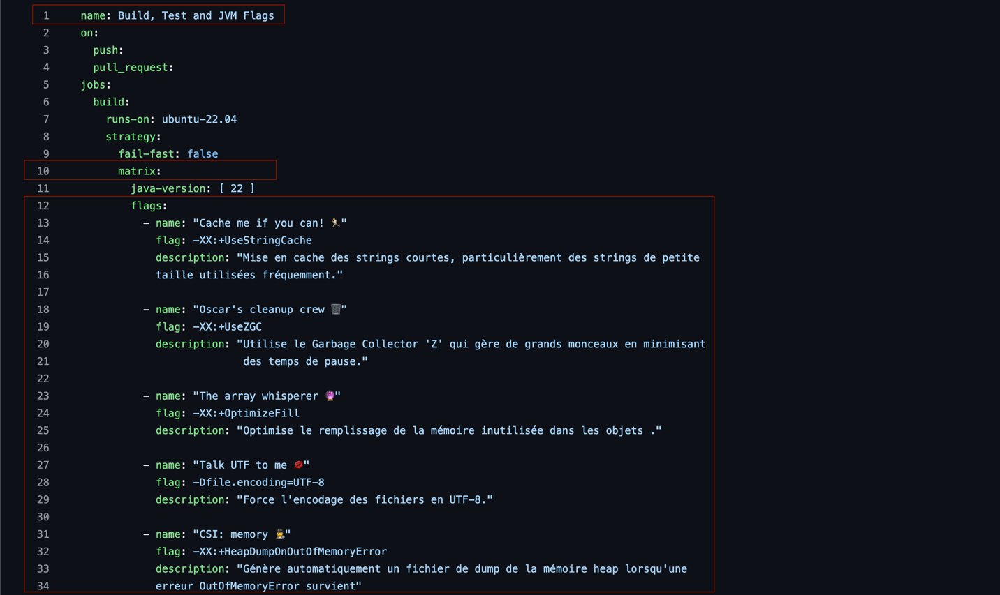 1 name: Build, Test and JVM Flags
2 on:
3 push:
4 pull_request:
5 jobs:
6 build:
7 runs-on: ubuntu-22.04
8 strategy:
9 fail-fast: false
10 matrix:
11 java-version: [ 22 ]
12 flags:
13 - name: "Cache me if you can! 🏃"
14 flag: -XX:+UseStringCache
15 description: "Mise en cache des strings courtes, particulièrement des strings de petite
16 taille utilisées fréquemment."
17
18 - name: "Oscar's cleanup crew 🗑️"
19 flag: -XX:+UseZGC
20 description: "Utilise le Garbage Collector 'Z' qui gère de grands monceaux en minimisant
21 des temps de pause."
22
23 - name: "The array whisperer 🔮"
24 flag: -XX:+OptimizeFill
25 description: "Optimise le remplissage de la mémoire inutilisée dans les objets ."
26
27 - name: "Talk UTF to me 💋"
28 flag: -Dfile.encoding=UTF-8
29 description: "Force l'encodage des fichiers en UTF-8."
30
31 - name: "CSI: memory 🕵️"
32 flag: -XX:+HeapDumpOnOutOfMemoryError
33 description: "Génère automatiquement un fichier de dump de la mémoire heap lorsqu'une
34 erreur OutOfMemoryError survient"